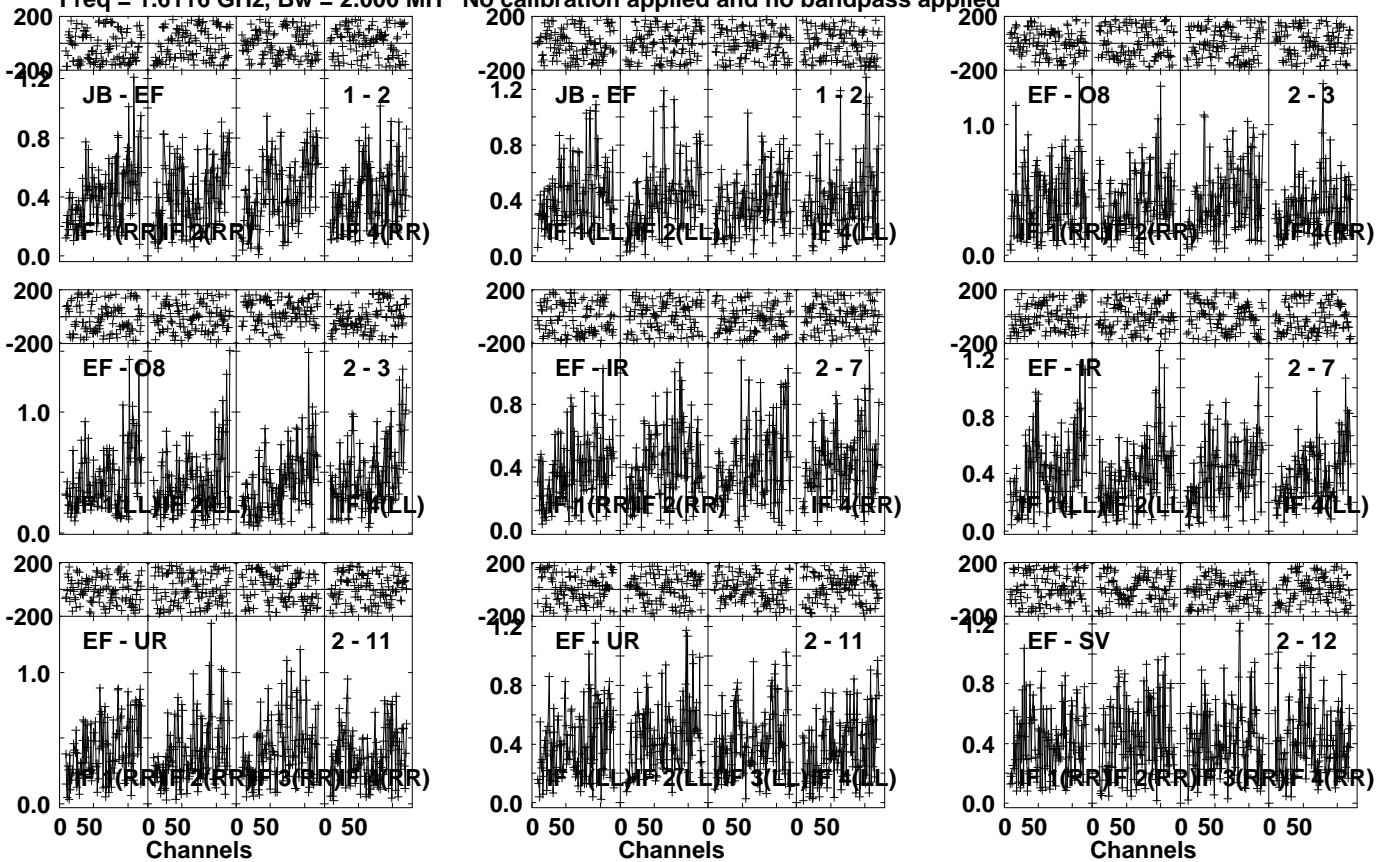 Freq = 1.6116 GHz, Bw = 2.000 MH No calibration applied and no bandpass applied
200 200 200
-200 -200 -200
1.2 JB - EF 1 - 2 1.2 JB - EF 1 - 2 EF - O8 2 - 3
1.0
0.8 0.8
0.4 0.4
IF 1(RR) IF 2(RR) IF 4(RR) IF 1(LL) IF 2(LL) IF 4(LL) IF 1(RR) IF 2(RR) IF 4(RR)
0.0 0.0 0.0
200 200 200
-200 -200 -200
EF - O8 2 - 3 EF - IR 2 - 7 1.2 EF - IR 2 - 7
1.0 0.8 0.8
0.4 0.4
IF 1(LL) IF 2(LL) IF 4(LL) IF 1(RR) IF 2(RR) IF 4(RR) IF 1(LL) IF 2(LL) IF 4(LL)
0.0 0.0 0.0
200 200 200
-200 -200 -200
EF - UR 2 - 11 1.2 EF - UR 2 - 11 1.2 EF - SV 2 - 12
1.0 0.8 0.8
0.4 0.4
IF 1(RR) IF 2(RR) IF 3(RR) IF 4(RR) IF 1(LL) IF 2(LL) IF 3(LL) IF 4(LL) IF 1(RR) IF 2(RR) IF 3(RR) IF 4(RR)
0.0 0.0 0.0
0 50 0 50 0 50 0 50 0 50 0 50 0 50 0 50 0 50 0 50 0 50 0 50
Channels Channels Channels